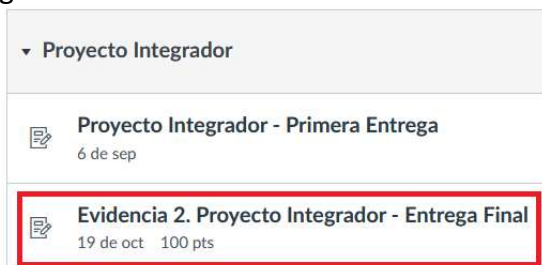 Proyecto Integrador
Proyecto Integrador - Primera Entrega
6 de sep
Evidencia 2. Proyecto Integrador - Entrega Final
19 de oct 100 pts